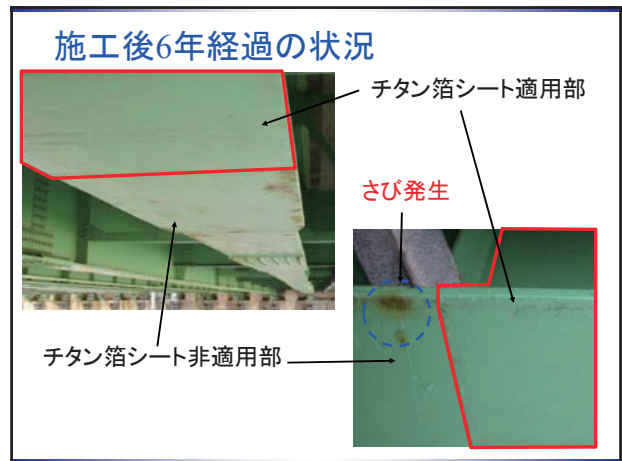 施工後6年経過の状況
チタン箔シート適用部
さび発生
チタン箔シート非適用部